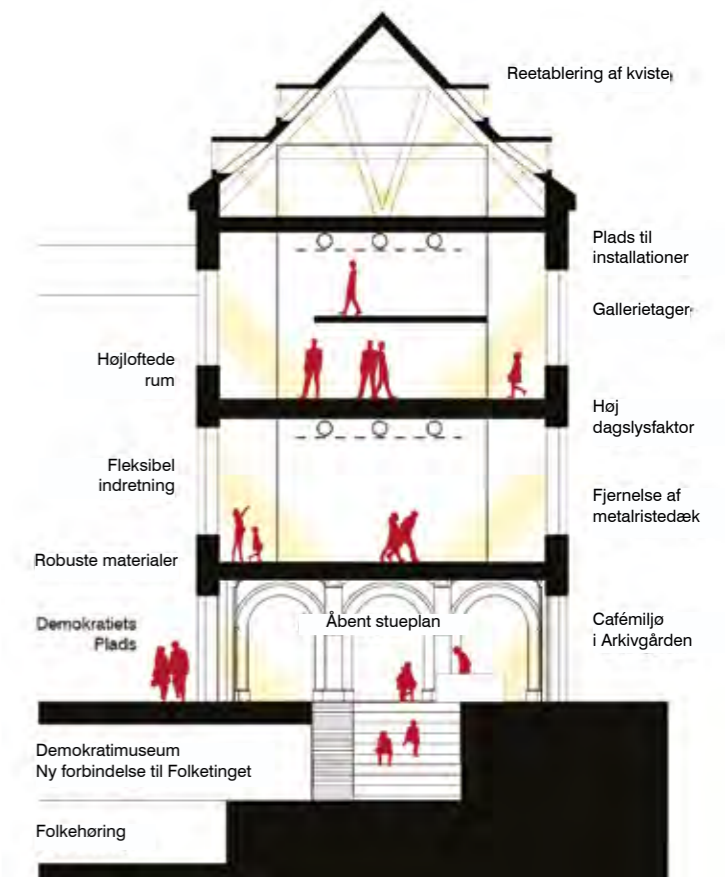 Reetablering af kviste
Plads til
installationer
Gallerietager
Højloftede
rum
Høj
dagslysfaktor
Fleksibel
indretning
Fjernelse af
metalristedæk
Robuste materialer
Demokratiets
Plads
Åbent stueplan
Cafémiljø
i Arkivgården
Demokratimuseum
Ny forbindelse til Folketinget
Folkehøring